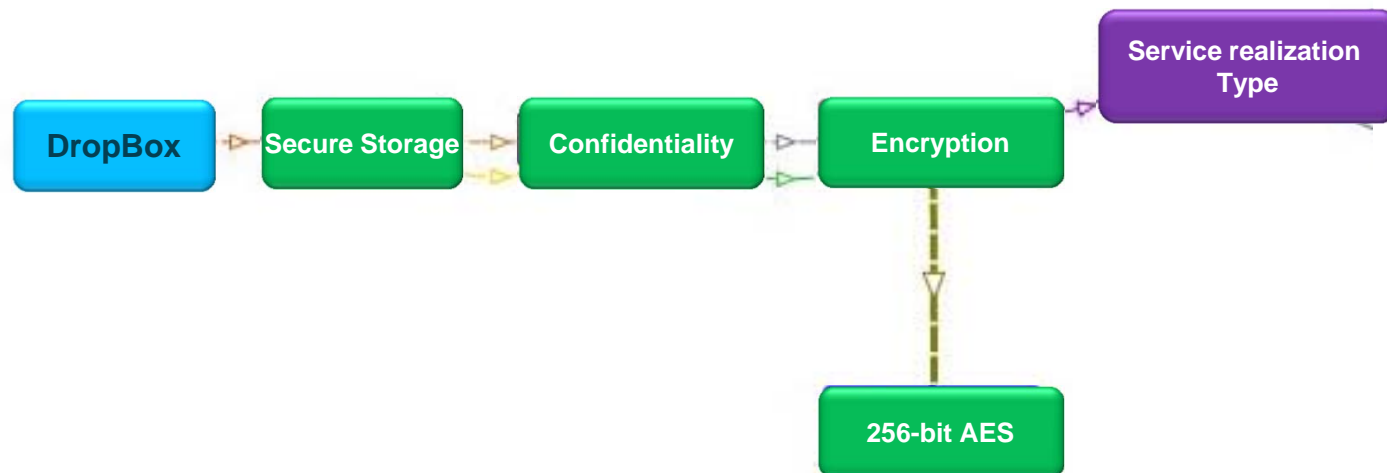 DropBox
Secure Storage
Confidentiality
Encryption
Service realization
Type
256-bit AES